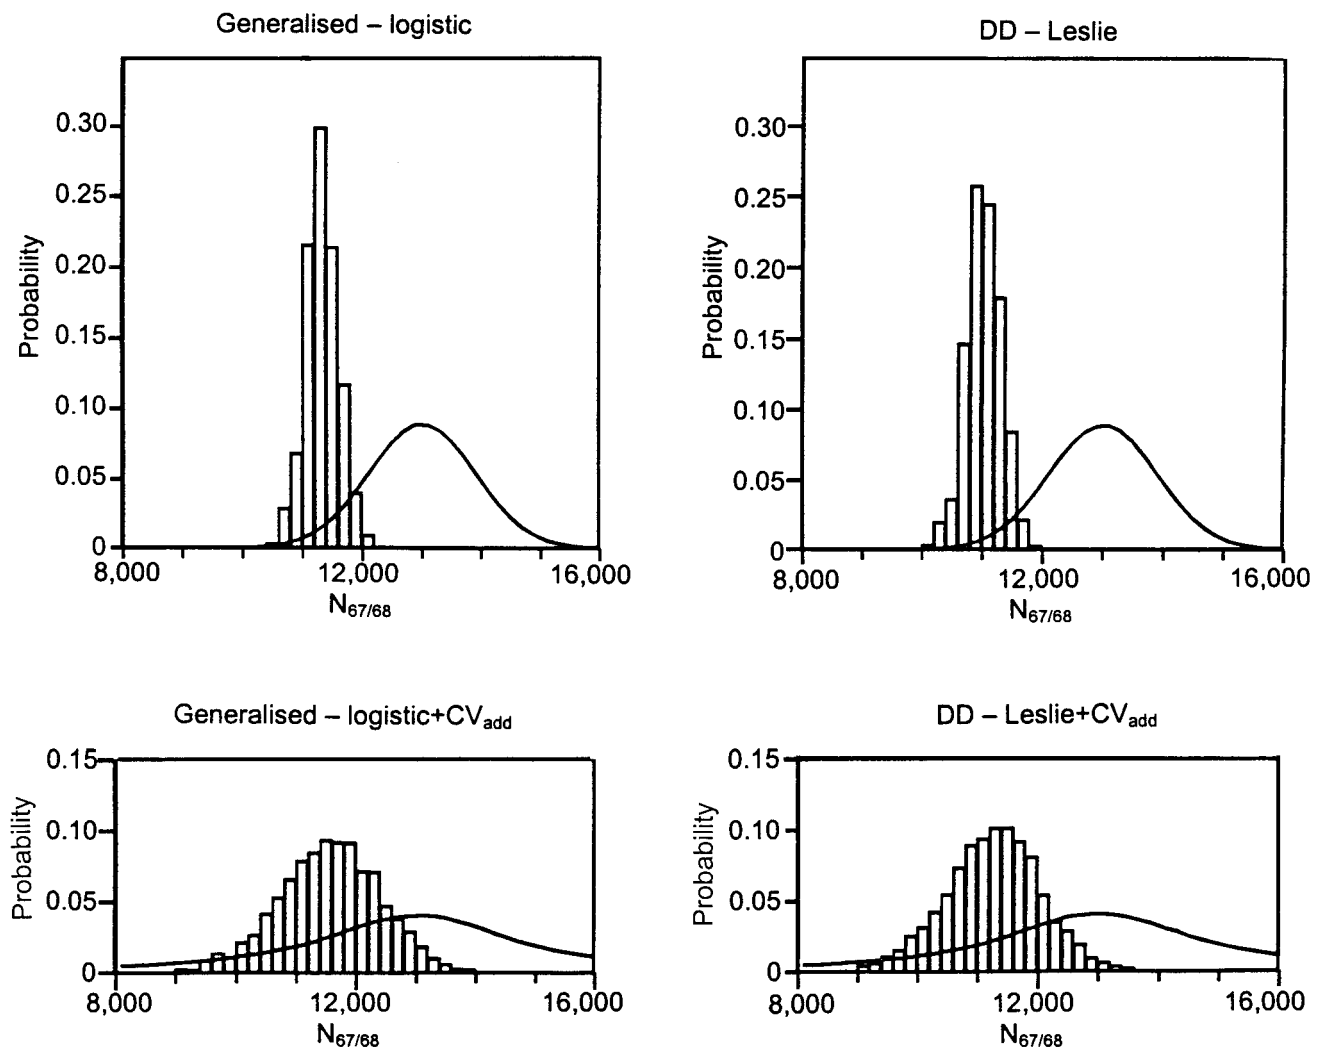 Generalised – logistic
0.30
0.25
0.20
0.15
0.10
0.05
0
Probability
8,000
12,000
16,000
N67/68
DD – Leslie
0.30
0.25
0.20
0.15
0.10
0.05
0
Probability
8,000
12,000
16,000
N67/68
Generalised – logistic+CVadd
0.15
0.10
0.05
0
Probability
8,000
12,000
16,000
N67/68
DD – Leslie+CVadd
0.15
0.10
0.05
0
Probability
8,000
12,000
16,000
N67/68